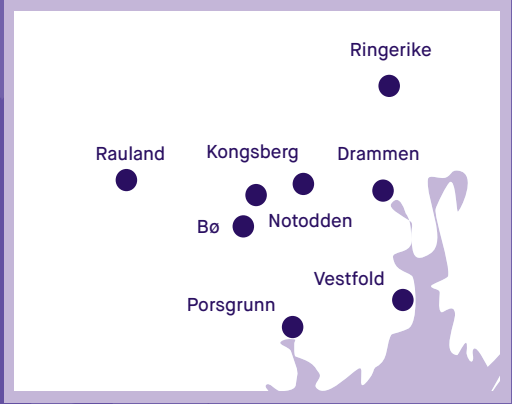 Ringerike
Rauland
Kongsberg
Drammen
Bø
Notodden
Vestfold
Porsgrunn